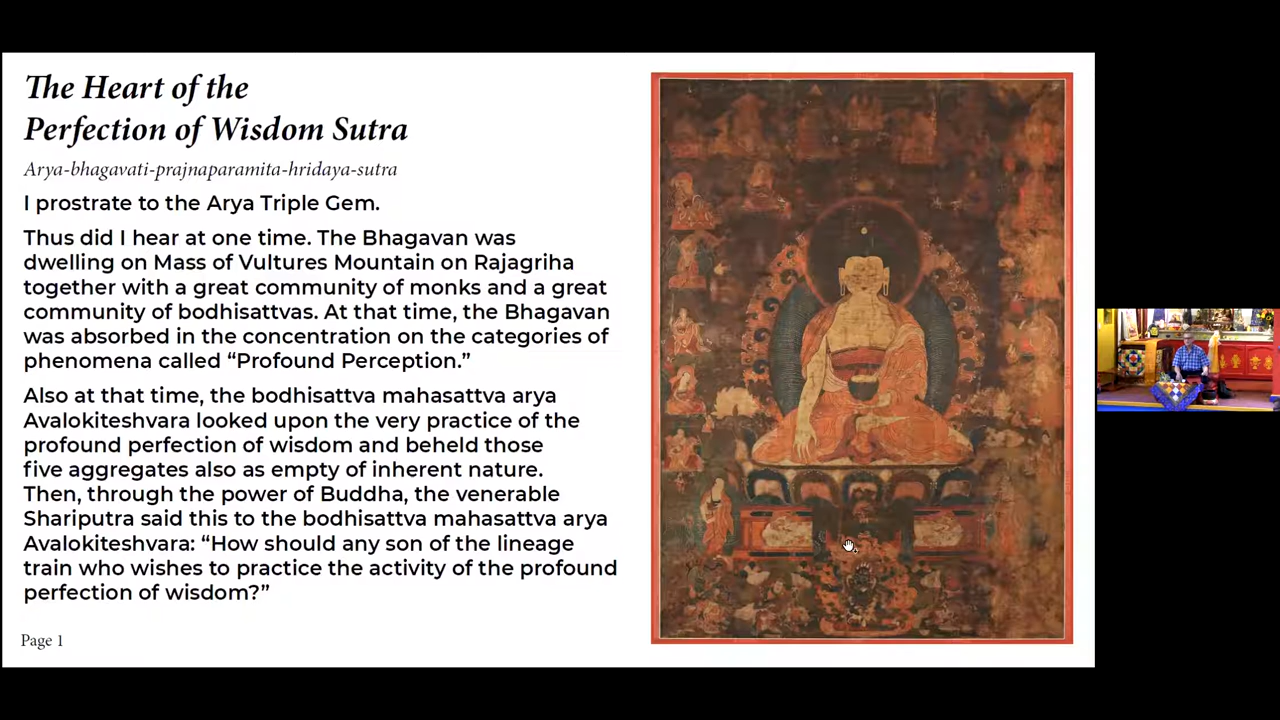 The Heart of the
Perfection of Wisdom Sutra
Arya-bhagavati-prajnaparamita-hridaya-sutra
I prostrate to the Arya Triple Gem.
Thus did I hear at one time. The Bhagavan was
dwelling on Mass of Vultures Mountain on Rajagriha
together with a great community of monks and a great
community of bodhisattvas. At that time, the Bhagavan
was absorbed in the concentration on the categories of
phenomena called “Profound Perception.”
Also at that time, the bodhisattva mahasattva arya
Avalokiteshvara looked upon the very practice of the
profound perfection of wisdom and beheld those
five aggregates also as empty of inherent nature.
Then, through the power of Buddha, the venerable
Shariputra said this to the bodhisattva mahasattva arya
Avalokiteshvara: “How should any son of the lineage
train who wishes to practice the activity of the profound
perfection of wisdom?”
Page 1